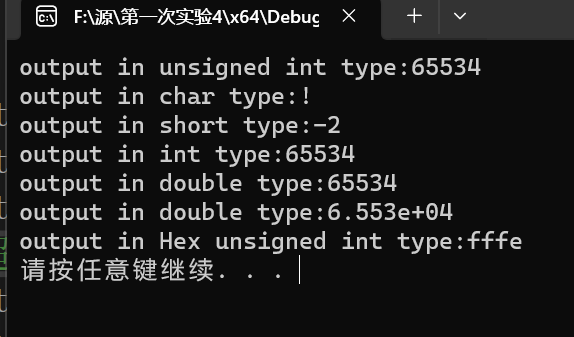 F:\源\第一次实验4\x64\Debug
output in unsigned int type:65534
output in char type:!
output in short type:-2
output in int type:65534
output in double type:65534
output in double type:6.553e+04
output in Hex unsigned int type:fffe
请按任意键继续. . .